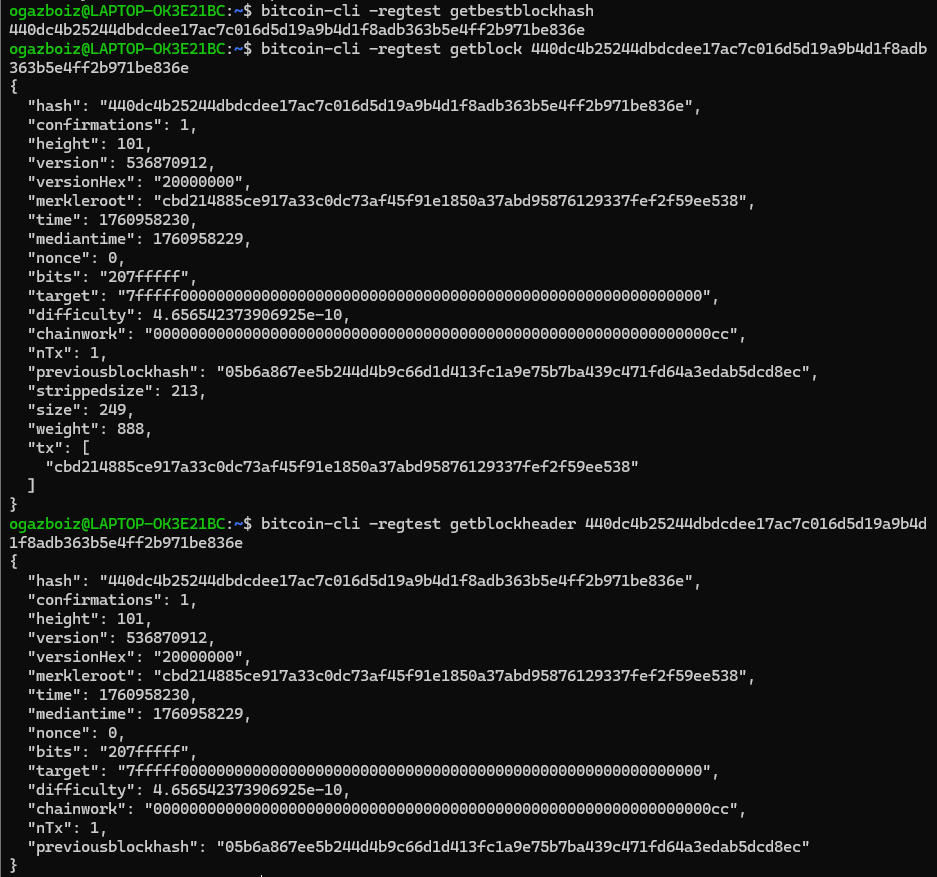 ogazboiz@LAPTOP-OK3E21BC:~$ bitcoin-cli -regtest getbestblockhash
440dc4b25244dbdcdee17ac7c016d5d19a9b4d1f8adb363b5e4ff2b971be836e
ogazboiz@LAPTOP-OK3E21BC:~$ bitcoin-cli -regtest getblock 440dc4b25244dbdcdee17ac7c016d5d19a9b4d1f8adb
363b5e4ff2b971be836e
{
  "hash": "440dc4b25244dbdcdee17ac7c016d5d19a9b4d1f8adb363b5e4ff2b971be836e",
  "confirmations": 1,
  "height": 101,
  "version": 536870912,
  "versionHex": "20000000",
  "merkleroot": "cbd214885ce917a33c0dc73af45f91e1850a37abd95876129337fef2f59ee538",
  "time": 1760958230,
  "mediantime": 1760958229,
  "nonce": 0,
  "bits": "207fffff",
  "target": "7fffff0000000000000000000000000000000000000000000000000000000000",
  "difficulty": 4.656542373906925e-10,
  "chainwork": "00000000000000000000000000000000000000000000000000000000000000cc",
  "nTx": 1,
  "previousblockhash": "05b6a867ee5b244d4b9c66d1d413fc1a9e75b7ba439c471fd64a3edab5dcd8ec",
  "strippedsize": 213,
  "size": 249,
  "weight": 888,
  "tx": [
    "cbd214885ce917a33c0dc73af45f91e1850a37abd95876129337fef2f59ee538"
  ]
}
ogazboiz@LAPTOP-OK3E21BC:~$ bitcoin-cli -regtest getblockheader 440dc4b25244dbdcdee17ac7c016d5d19a9b4d
1f8adb363b5e4ff2b971be836e
{
  "hash": "440dc4b25244dbdcdee17ac7c016d5d19a9b4d1f8adb363b5e4ff2b971be836e",
  "confirmations": 1,
  "height": 101,
  "version": 536870912,
  "versionHex": "20000000",
  "merkleroot": "cbd214885ce917a33c0dc73af45f91e1850a37abd95876129337fef2f59ee538",
  "time": 1760958230,
  "mediantime": 1760958229,
  "nonce": 0,
  "bits": "207fffff",
  "target": "7fffff0000000000000000000000000000000000000000000000000000000000",
  "difficulty": 4.656542373906925e-10,
  "chainwork": "00000000000000000000000000000000000000000000000000000000000000cc",
  "nTx": 1,
  "previousblockhash": "05b6a867ee5b244d4b9c66d1d413fc1a9e75b7ba439c471fd64a3edab5dcd8ec"
}